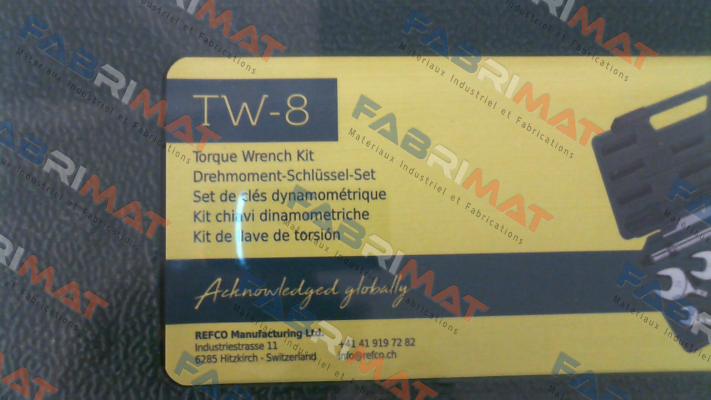 TW-8
Torque Wrench Kit
Drehmoment-Schlüssel-Set
Set de clés dynamométrique
Kit chiavi dinamometriche
Kit de llave de torsión
Acknowledged globally
REFCO Manufacturing Ltd.
Industriestrasse 11
6285 Hitzkirch - Switzerland
+41 41 919 72 82
info@refco.ch
FABRIMAT
Matériaux Industriel et Fabrications